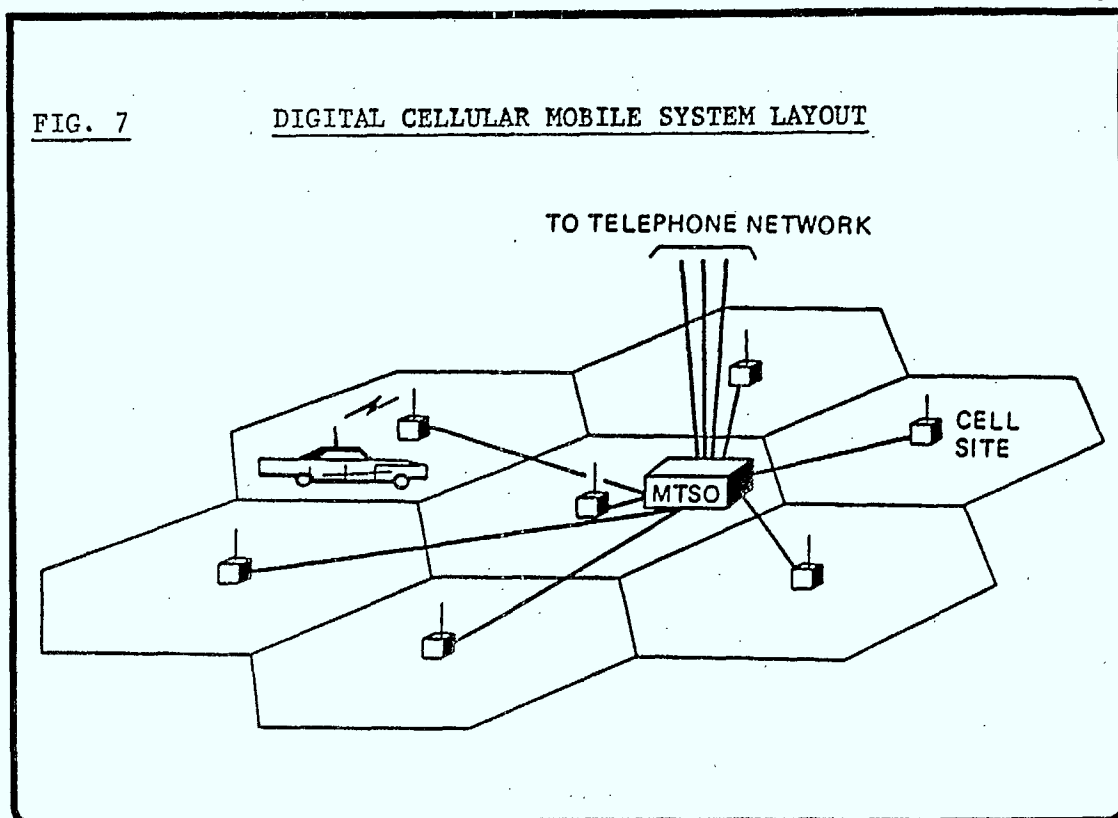 FIG. 7
DIGITAL CELLULAR MOBILE SYSTEM LAYOUT
TO TELEPHONE NETWORK
CELL
SITE
MTSO